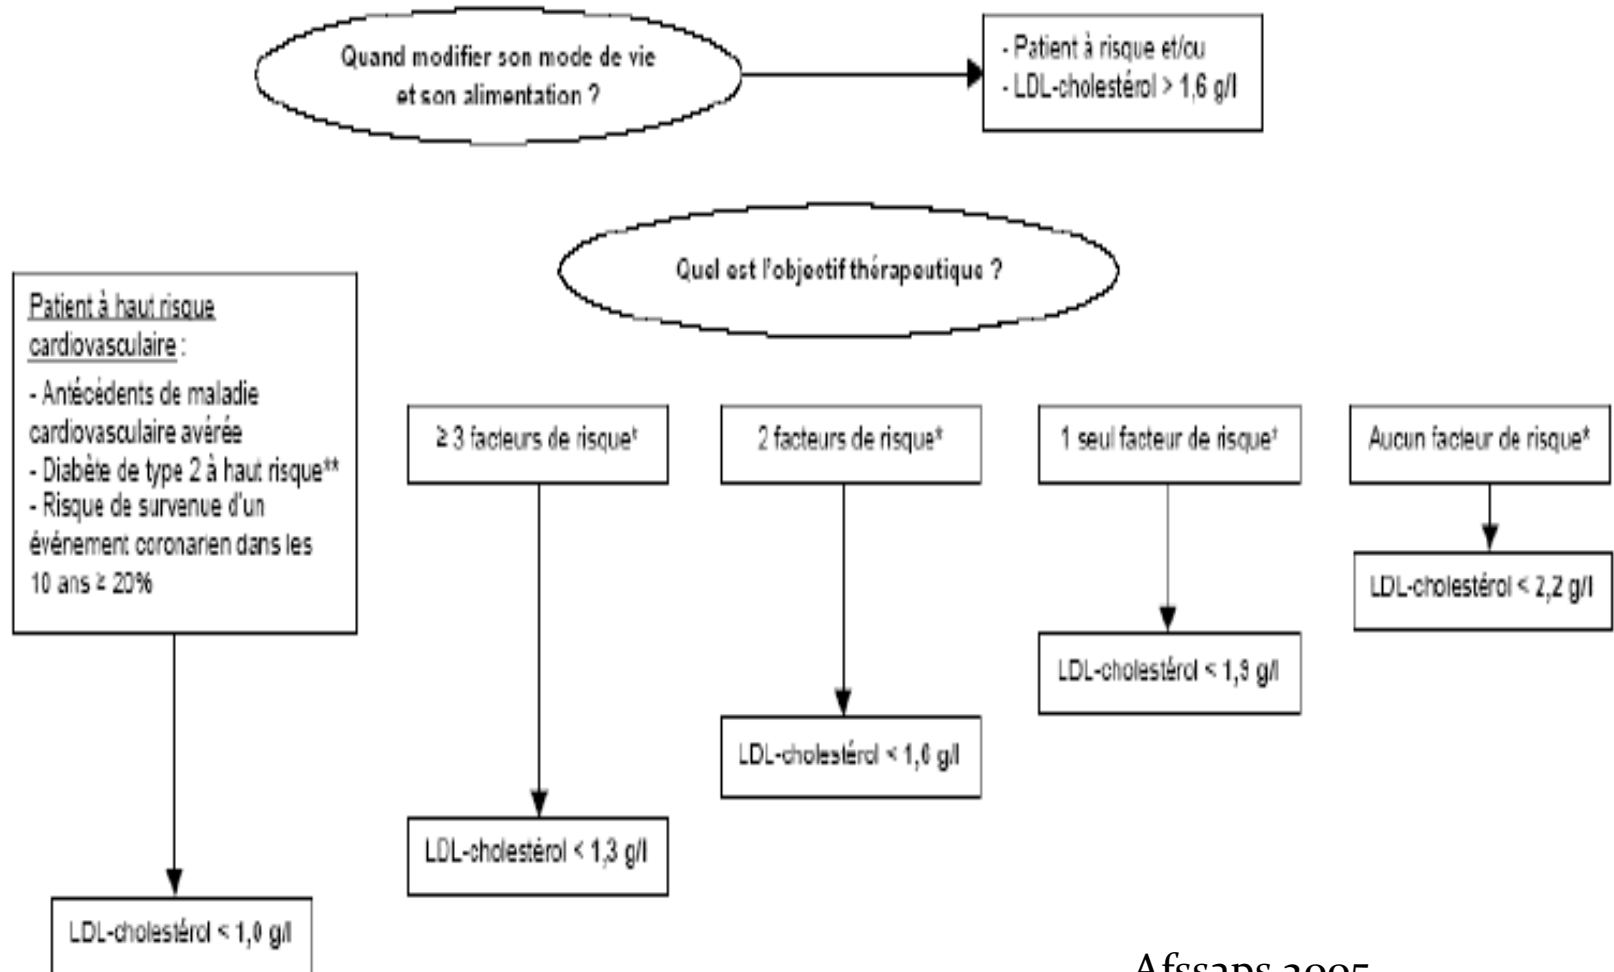 Quand modifier son mode de vie
et son alimentation ?
- Patient à risque et/ou
- LDL-cholestérol > 1,6 g/l
Quel est l'objectif thérapeutique ?
Patient à haut risque
cardiovasculaire :
- Antécédents de maladie
cardiovasculaire avérée
- Diabète de type 2 à haut risque**
- Risque de survenue d'un
événement coronarien dans les
10 ans ≥ 20%
≥ 3 facteurs de risque*
2 facteurs de risque*
1 seul facteur de risque*
Aucun facteur de risque*
LDL-cholestérol < 2,2 g/l
LDL-cholestérol < 1,9 g/l
LDL-cholestérol < 1,6 g/l
LDL-cholestérol < 1,3 g/l
LDL-cholestérol < 1,0 g/l
Afssaps 2005